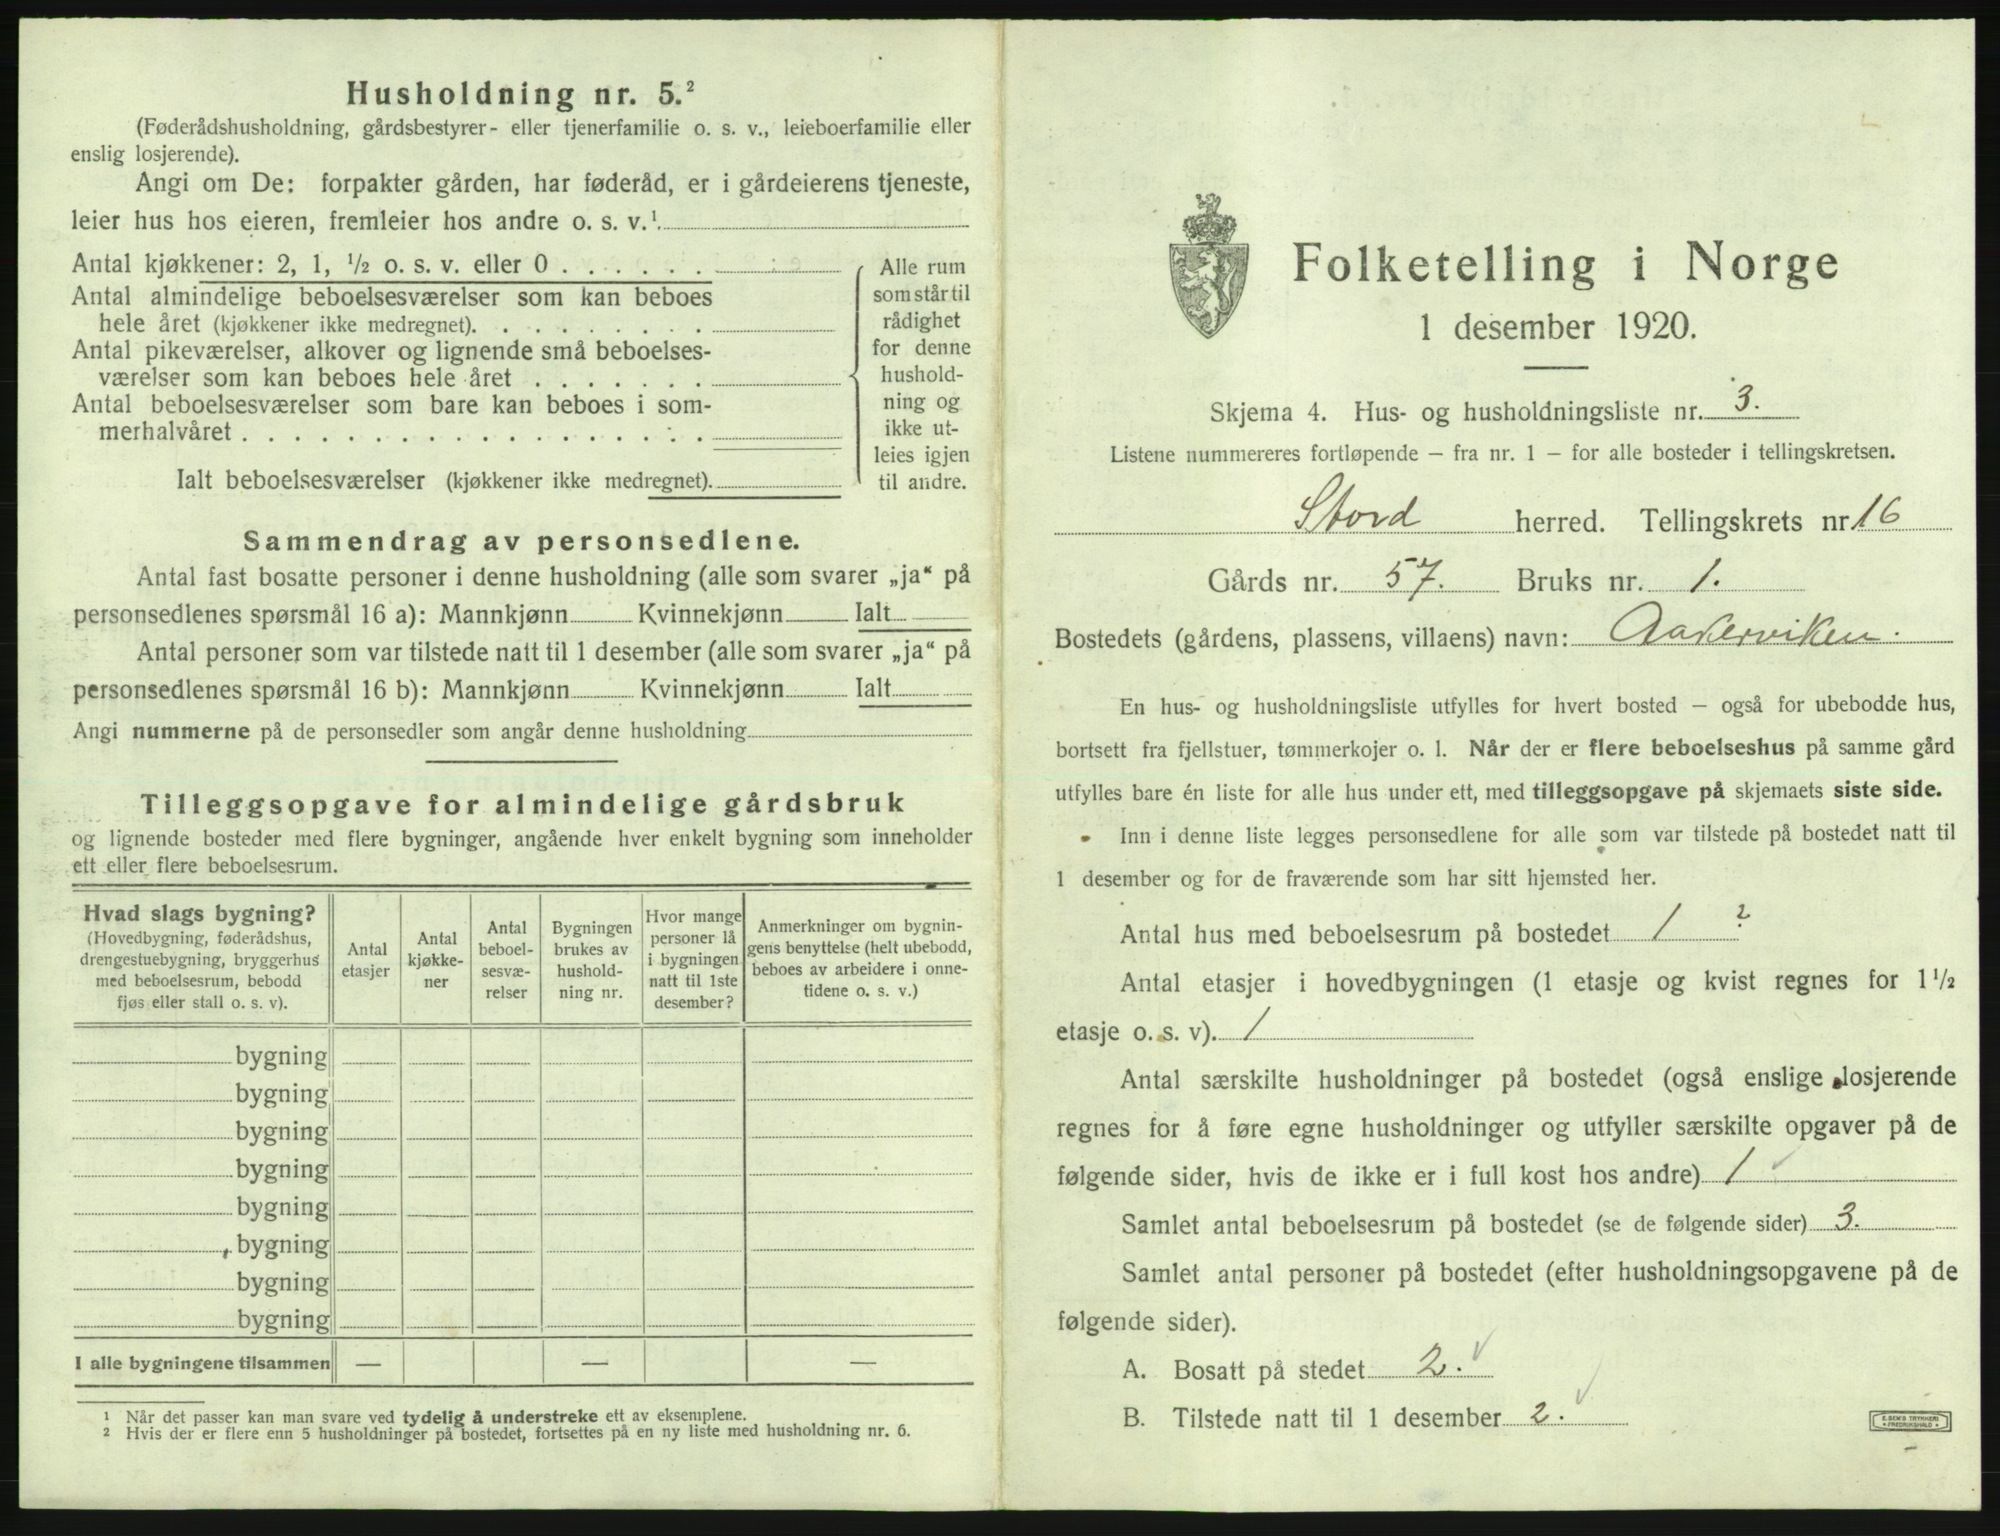 Husholdning nr. 5.²
(Føderådshusholdning, gårdsbestyrer- eller tjenerfamilie o. s. v., leieboerfamilie eller
enslig losjerende).
Angi om De: forpakter gården, har føderåd, er i gårdeierens tjeneste,
leier hus hos eieren, fremleier hos andre o. s. v.¹
Antal kjøkkener: 2, 1, ½ o. s. v. eller 0 . . . . . .
Antal almindelige beboelsesværelser som kan beboes
hele året (kjøkkener ikke medregnet). . . . . . . . .
Antal pikeværelser, alkover og lignende små beboelses-
værelser som kan beboes hele året . . . . . . .
Antal beboelsesværelser som bare kan beboes i som-
merhalvåret . . . . . . . . . . . . . . . . . .
Ialt beboelsesværelser (kjøkkener ikke medregnet).
Alle rum
som står til
rådighet
for denne
hushold-
ning og
ikke ut-
leies igjen
til andre.
Sammendrag av personsedlene.
Antal fast bosatte personer i denne husholdning (alle som svarer „ja“ på
personsedlenes spørsmål 16 a): Mannkjønn Kvinnekjønn Ialt
Antal personer som var tilstede natt til 1 desember (alle som svarer „ja“ på
personsedlenes spørsmål 16 b): Mannkjønn Kvinnekjønn Ialt
Angi nummerne på de personsedler som angår denne husholdning
Tilleggsopgave for almindelige gårdsbruk
og lignende bosteder med flere bygninger, angående hver enkelt bygning som inneholder
ett eller flere beboelsesrum.
Hvad slags bygning?
(Hovedbygning, føderådshus,
drengestuebygning, bryggerhus
med beboelsesrum, bebodd
fjøs eller stall o. s. v).
Antal
etasjer
Antal
kjøkke-
ner
Antal
beboel-
sesvæ-
relser
Bygningen
brukes av
hushold-
ning nr.
Hvor mange
personer lå
i bygningen
natt til 1ste
desember?
Anmerkninger om bygnin-
gens benyttelse (helt ubebodd,
beboes av arbeidere i onne-
tidene o. s. v.)
bygning
bygning
bygning
bygning
bygning
bygning
bygning
bygning
I alle bygningene tilsammen — — —
¹ Når det passer kan man svare ved tydelig å understreke ett av eksemplene.
² Hvis der er flere enn 5 husholdninger på bostedet, fortsettes på en ny liste med husholdning nr. 6.
Folketelling i Norge
1 desember 1920.
Skjema 4. Hus- og husholdningsliste nr. 3.
Listene nummereres fortløpende — fra nr. 1 — for alle bosteder i tellingskretsen.
Stord herred. Tellingskrets nr. 16
Gårds nr. 57. Bruks nr. 1.
Bostedets (gårdens, plassens, villaens) navn: Aakerviken.
En hus- og husholdningsliste utfylles for hvert bosted — også for ubebodde hus,
bortsett fra fjellstuer, tømmerkojer o. l. Når der er flere beboelseshus på samme gård
utfylles bare én liste for alle hus under ett, med tilleggsopgave på skjemaets siste side.
Inn i denne liste legges personsedlene for alle som var tilstede på bostedet natt til
1 desember og for de fraværende som har sitt hjemsted her.
Antal hus med beboelsesrum på bostedet 1 ?
Antal etasjer i hovedbygningen (1 etasje og kvist regnes for 1½
etasje o. s. v). 1
Antal særskilte husholdninger på bostedet (også enslige losjerende
regnes for å føre egne husholdninger og utfyller særskilte opgaver på de
følgende sider, hvis de ikke er i full kost hos andre) 1 ✓
Samlet antal beboelsesrum på bostedet (se de følgende sider) 3.
Samlet antal personer på bostedet (efter husholdningsopgavene på de
følgende sider).
A. Bosatt på stedet 2. ✓
B. Tilstede natt til 1 desember 2. ✓
E. SEM'S TRYKKERI
FREDRIKSHALD